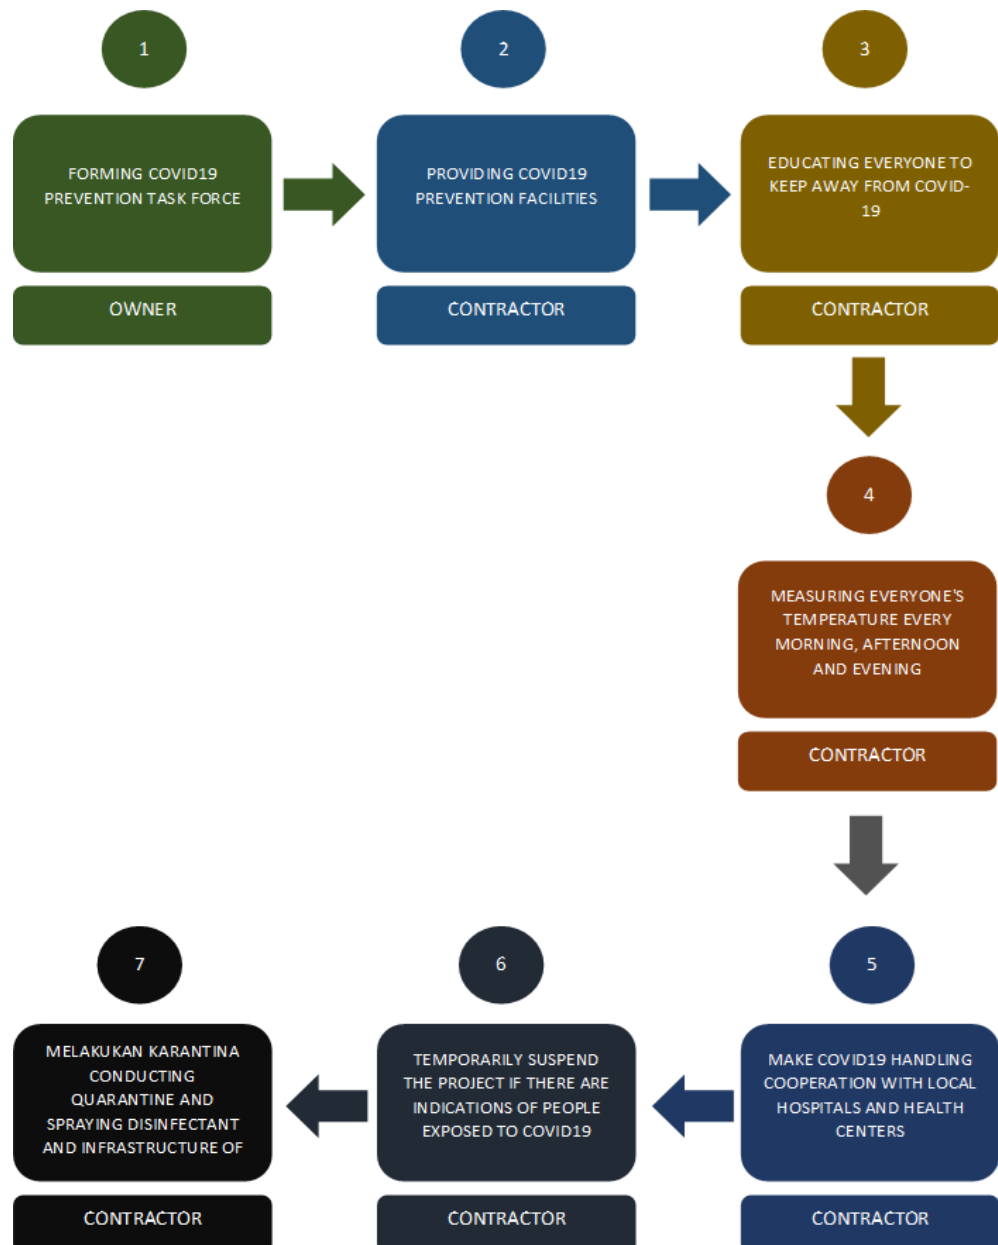 1
FORMING COVID19
PREVENTION TASK FORCE
OWNER
2
PROVIDING COVID19
PREVENTION FACILITIES
CONTRACTOR
3
EDUCATING EVERYONE TO
KEEP AWAY FROM COVID-
19
CONTRACTOR
4
MEASURING EVERYONE'S
TEMPERATURE EVERY
MORNING, AFTERNOON
AND EVENING
CONTRACTOR
5
MAKE COVID19 HANDLING
COOPERATION WITH LOCAL
HOSPITALS AND HEALTH
CENTERS
CONTRACTOR
6
TEMPORARILY SUSPEND
THE PROJECT IF THERE ARE
INDICATIONS OF PEOPLE
EXPOSED TO COVID19
CONTRACTOR
7
MELAKUKAN KARANTINA
CONDUCTING
QUARANTINE AND
SPRAYING DISINFECTANT
AND INFRASTRUCTURE OF
CONTRACTOR